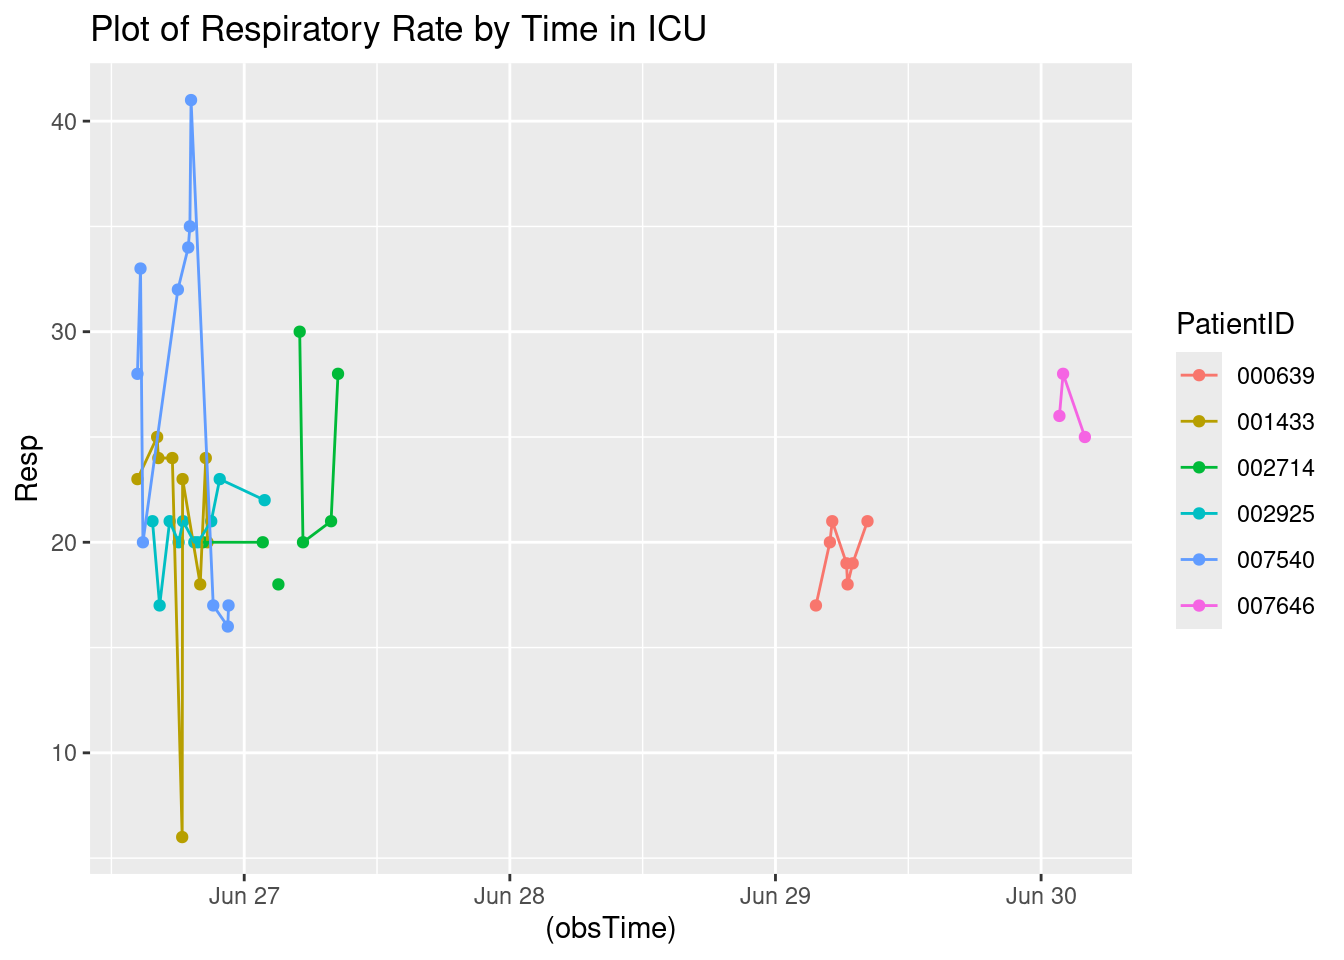 Plot of Respiratory Rate by Time in ICU
40
30
20
10
Resp
Jun 27
Jun 28
Jun 29
Jun 30
(obsTime)
PatientID
000639
001433
002714
002925
007540
007646